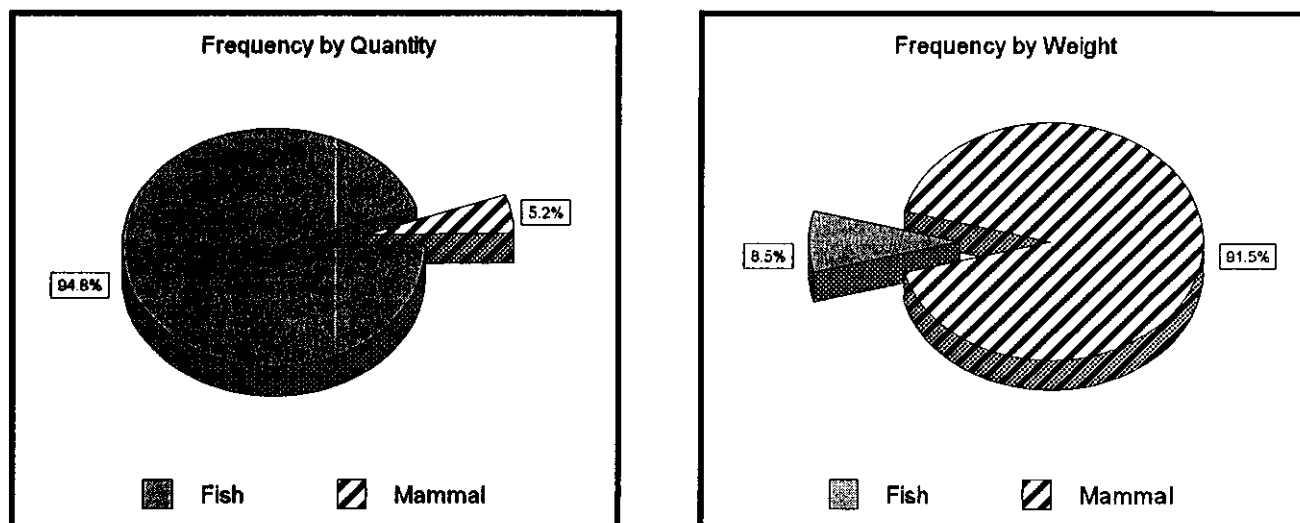 Frequency by Quantity
5.2%
94.8%
Fish Mammal
Frequency by Weight
8.5%
91.5%
Fish Mammal